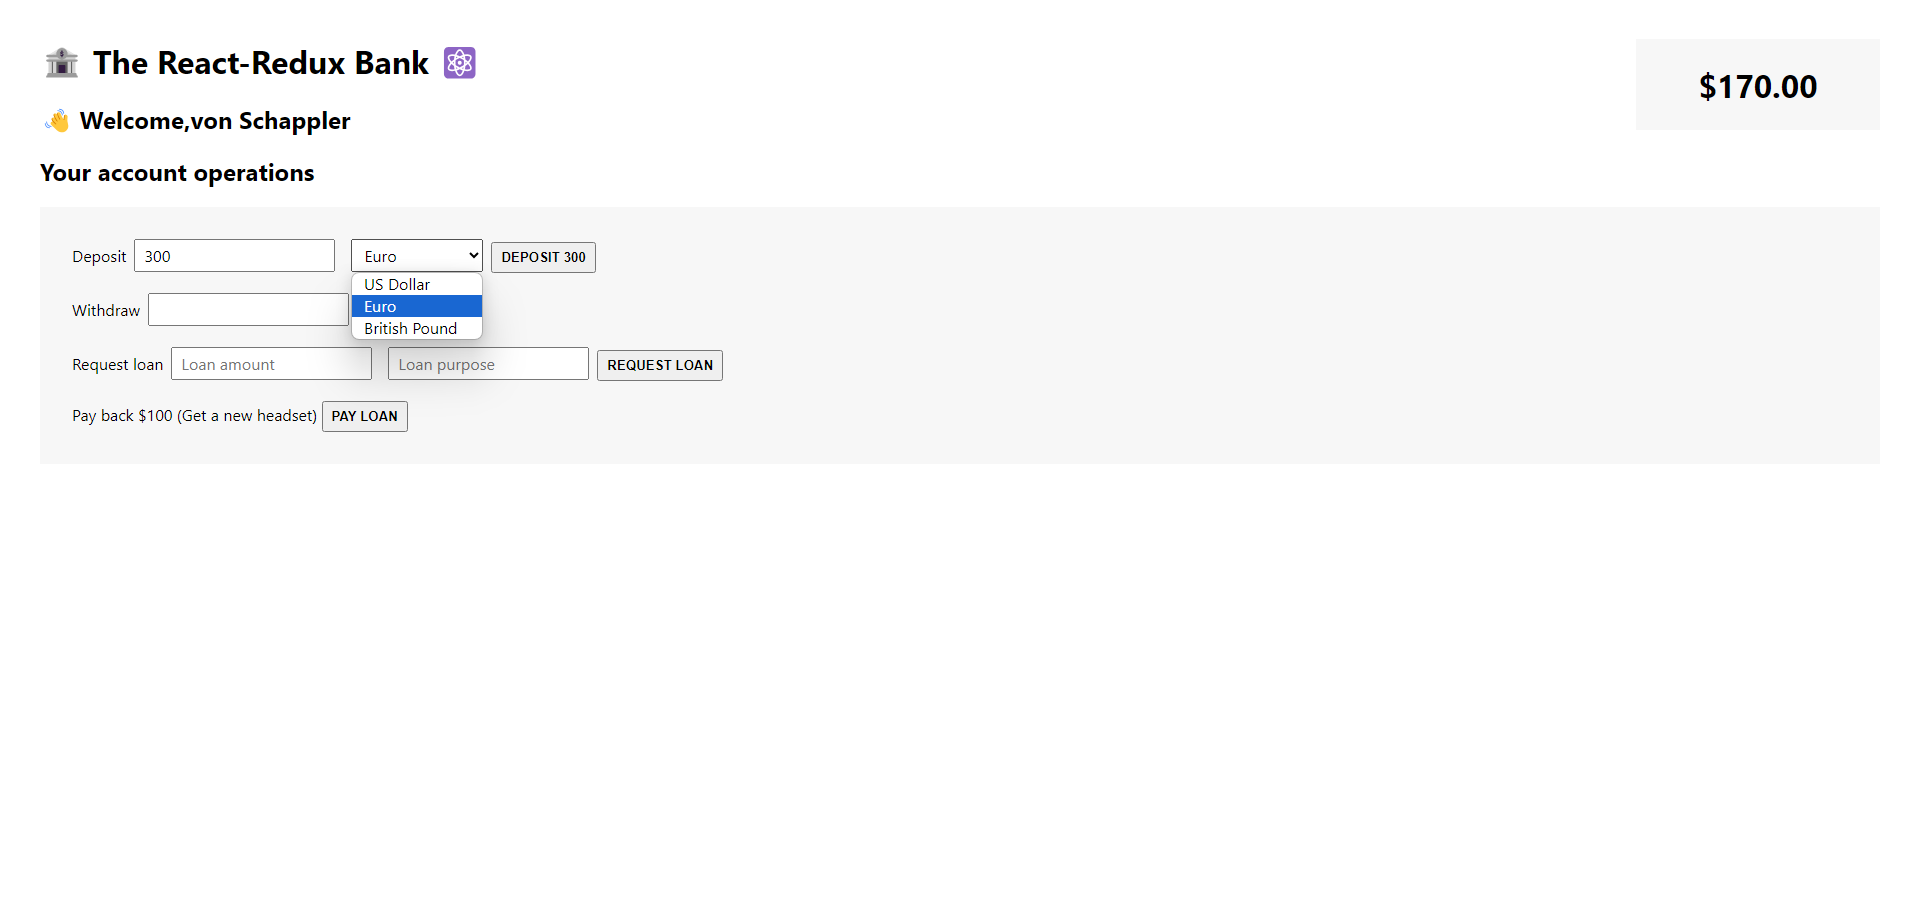 The React-Redux Bank
$170.00
Welcome,von Schappler
Your account operations
Deposit 300 Euro DEPOSIT 300
US Dollar
Euro
British Pound
Withdraw
Request loan Loan amount Loan purpose REQUEST LOAN
Pay back $100 (Get a new headset) PAY LOAN